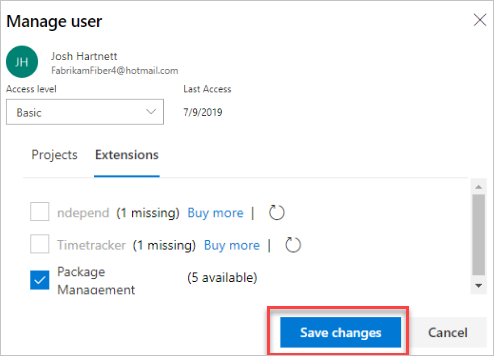 Manage user
JH
Josh Hartnett
FabrikamFiber4@hotmail.com
Access level
Last Access
Basic
7/9/2019
Projects
Extensions
ndepend (1 missing) Buy more |
Timetracker (1 missing) Buy more |
Package
Management
(5 available)
Save changes
Cancel